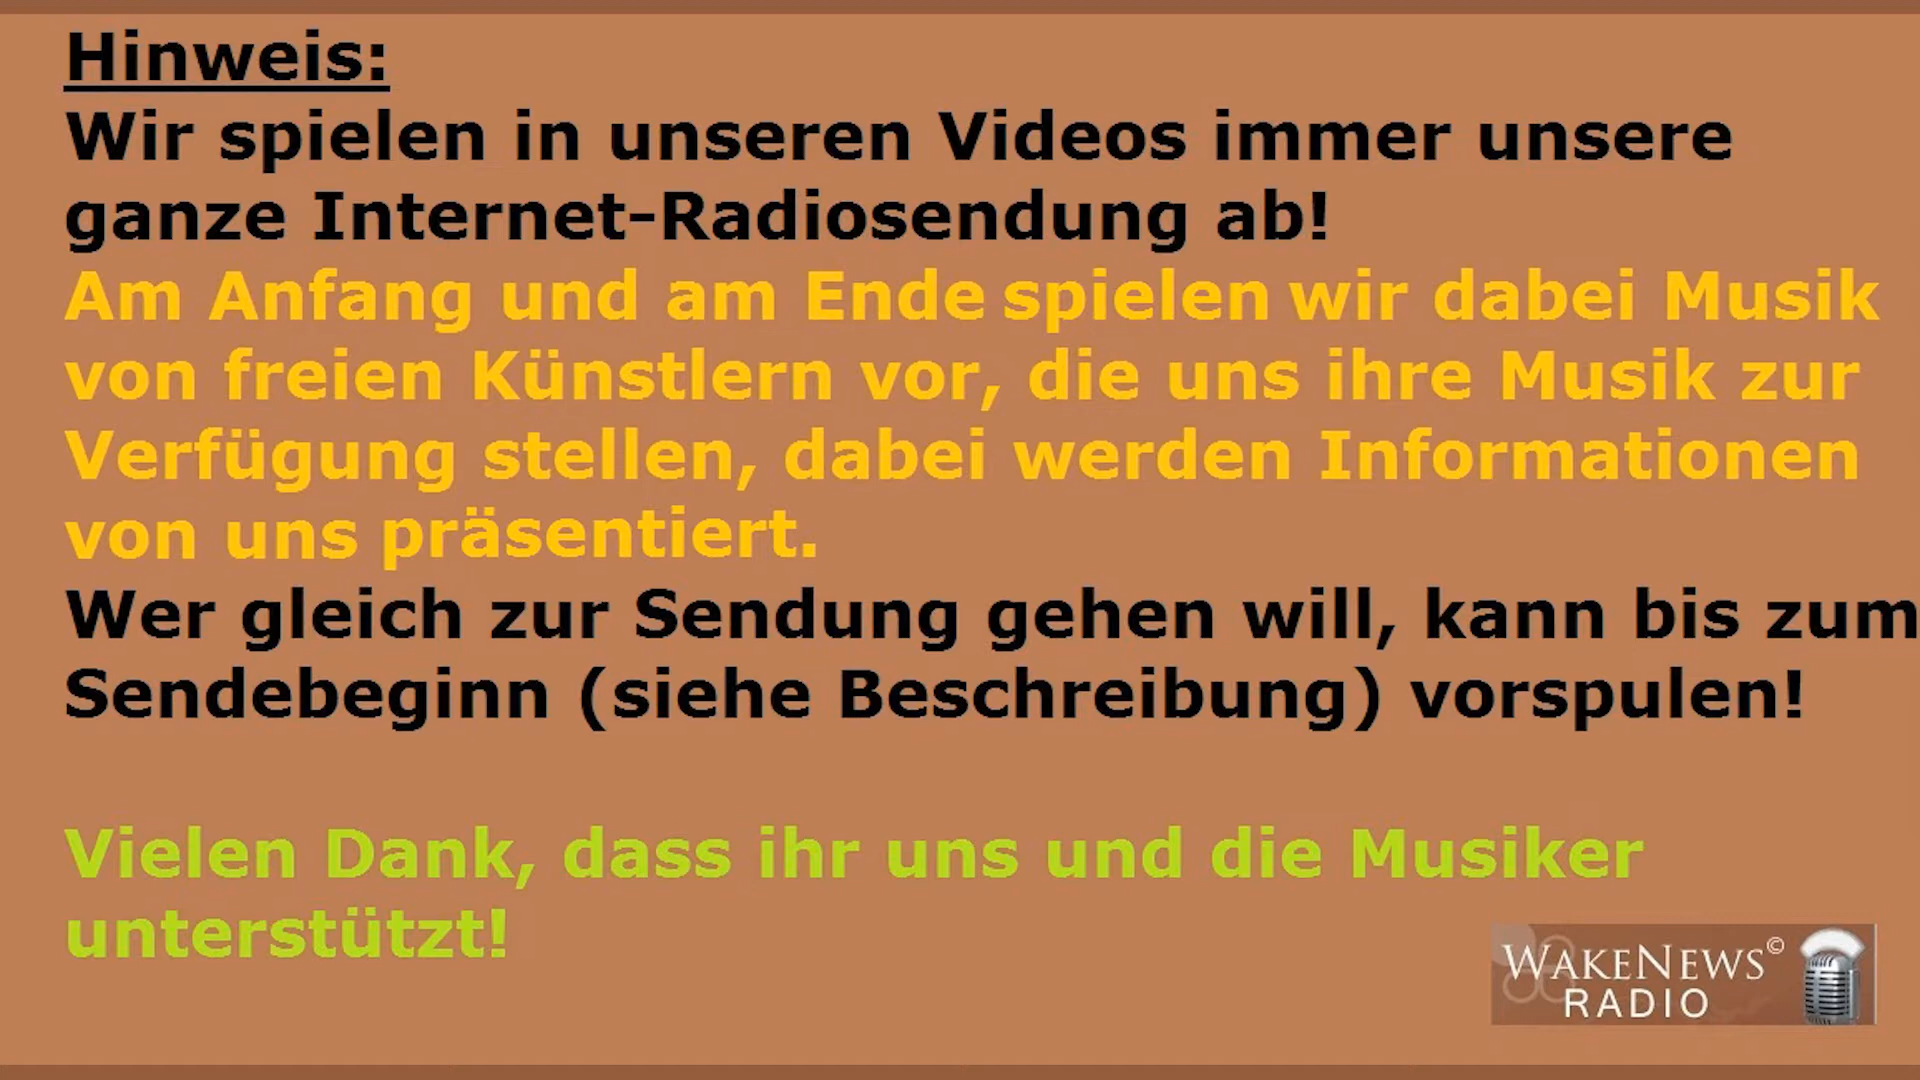 Hinweis:
Wir spielen in unseren Videos immer unsere
ganze Internet-Radiosendung ab!
Am Anfang und am Ende spielen wir dabei Musik
von freien Künstlern vor, die uns ihre Musik zur
Verfügung stellen, dabei werden Informationen
von uns präsentiert.
Wer gleich zur Sendung gehen will, kann bis zum
Sendebeginn (siehe Beschreibung) vorspulen!
Vielen Dank, dass ihr uns und die Musiker
unterstützt!
WAKENEWS©
RADIO